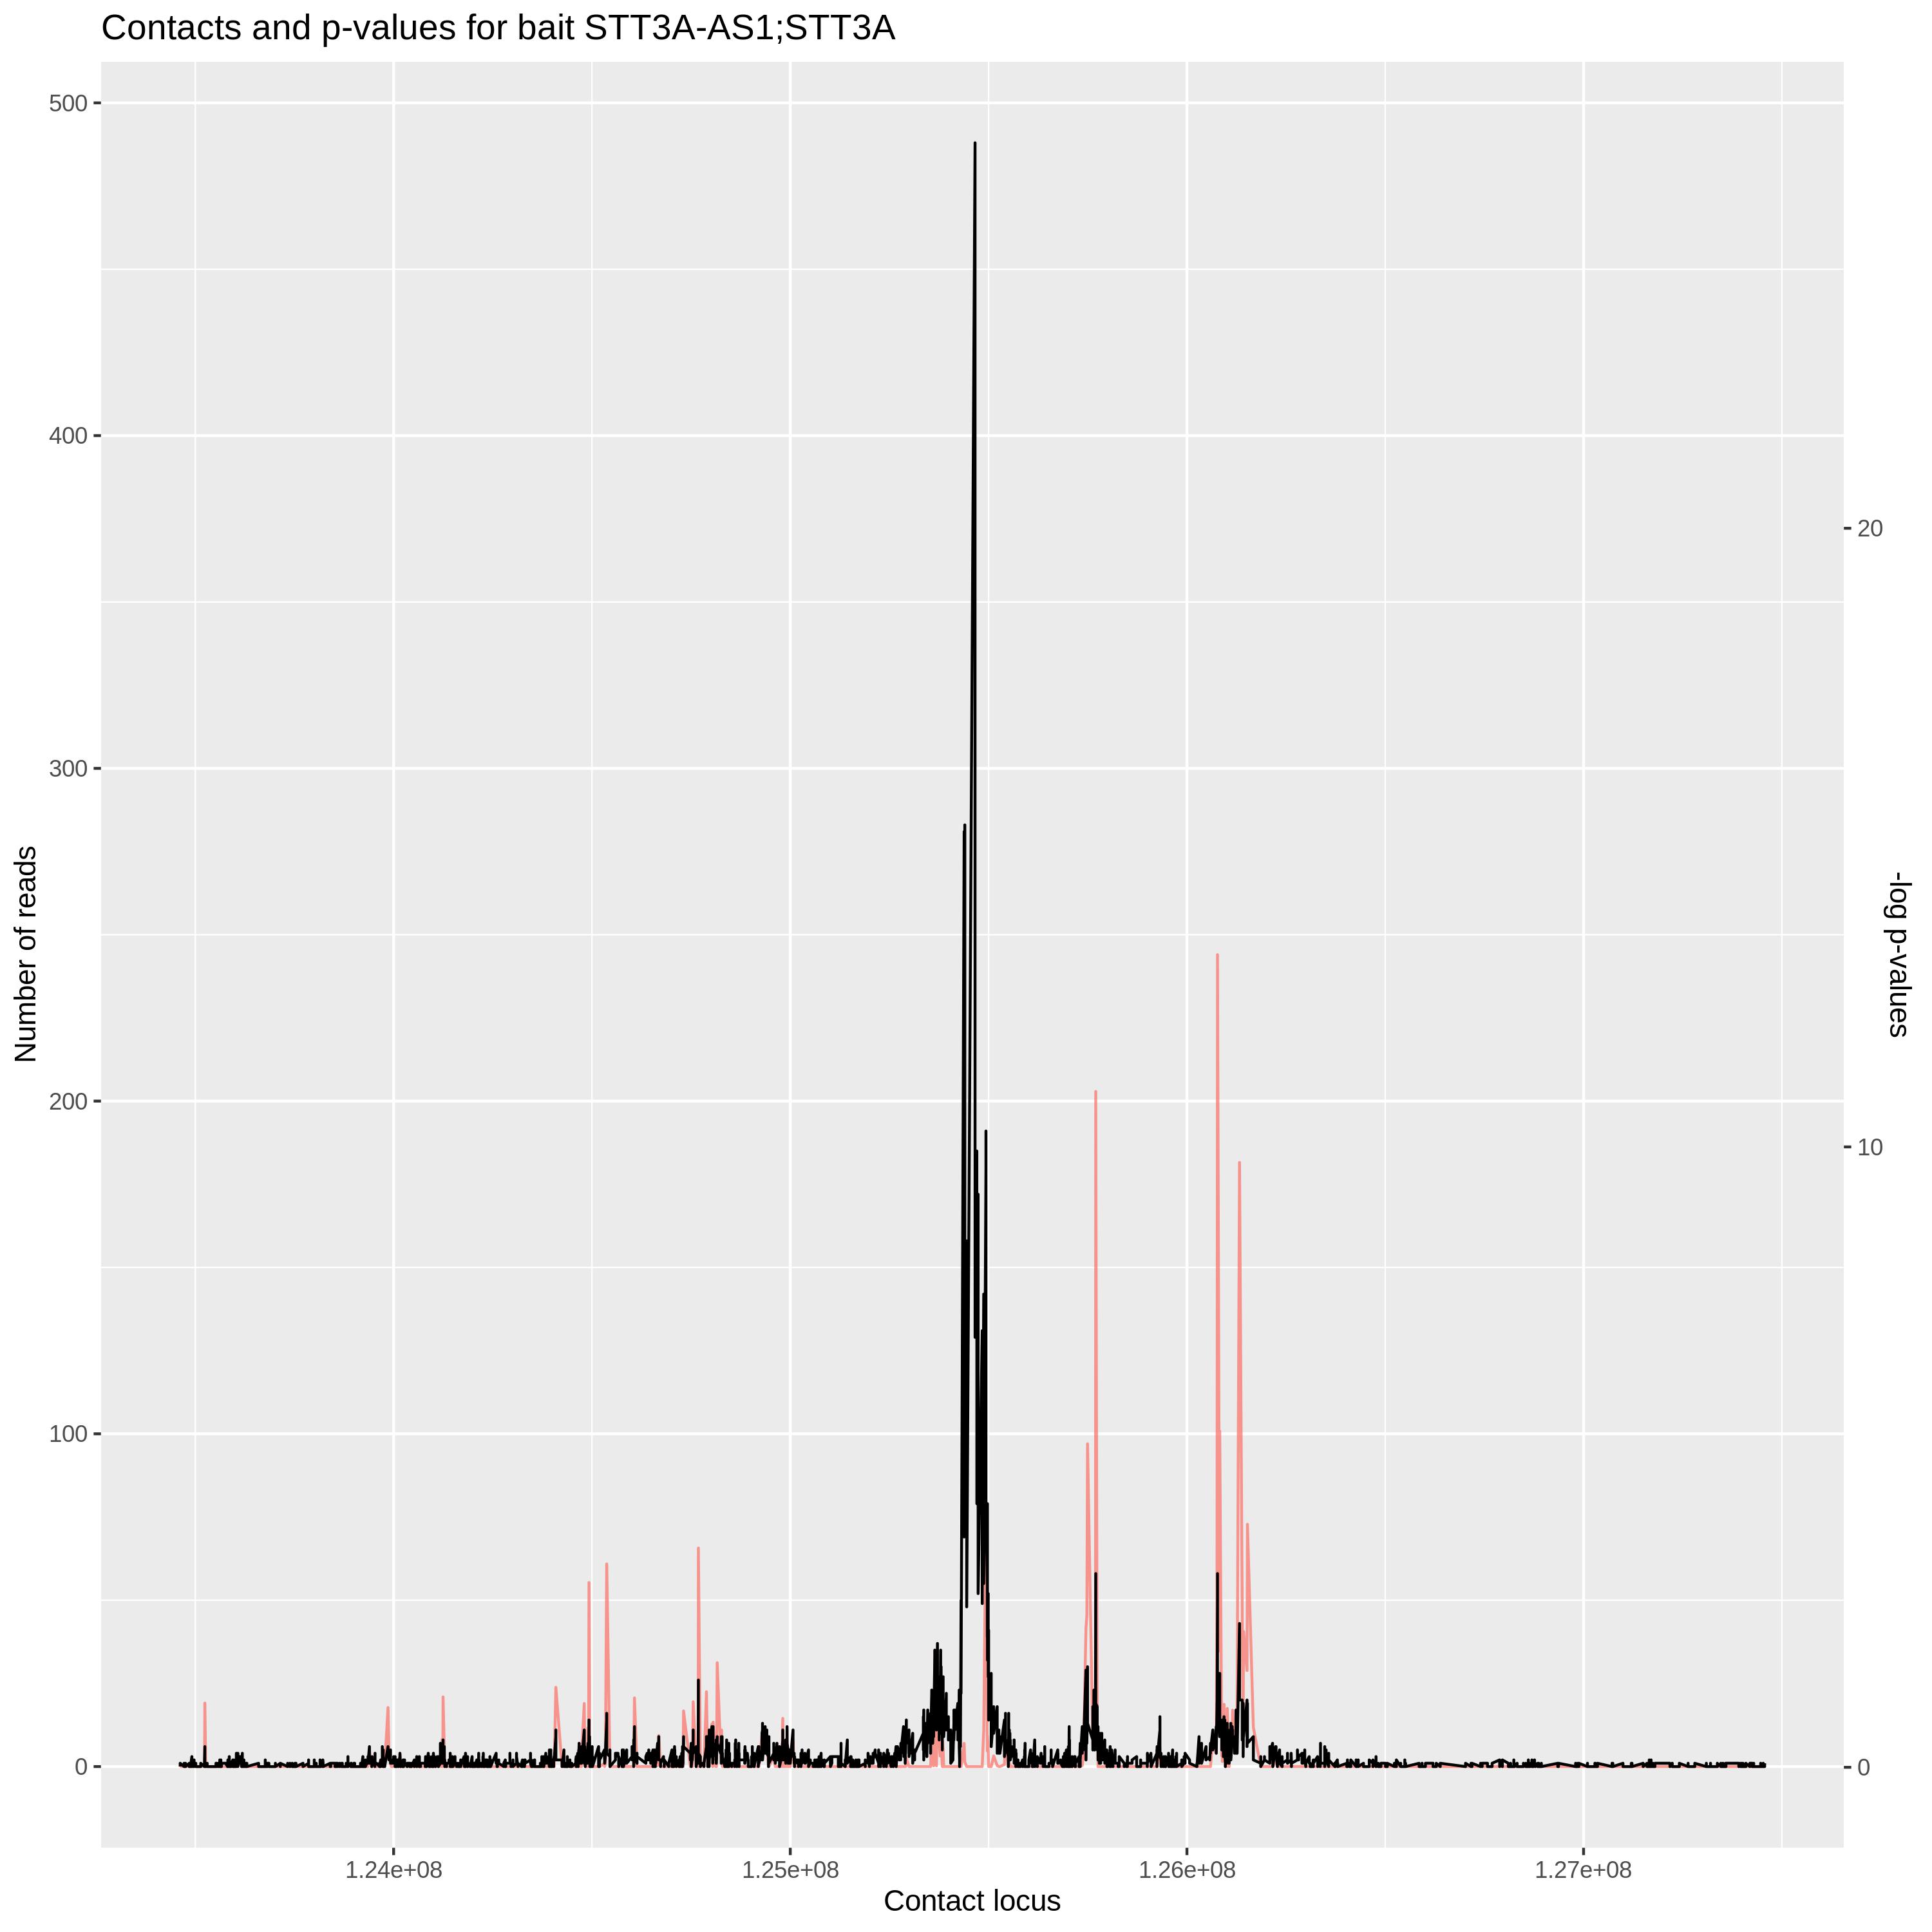 Contacts and p-values for bait STT3A-AS1;STT3A
500
400
300
200
100
0
Number of reads
20
10
0
-log p-values
1.24e+08
1.25e+08
1.26e+08
1.27e+08
Contact locus